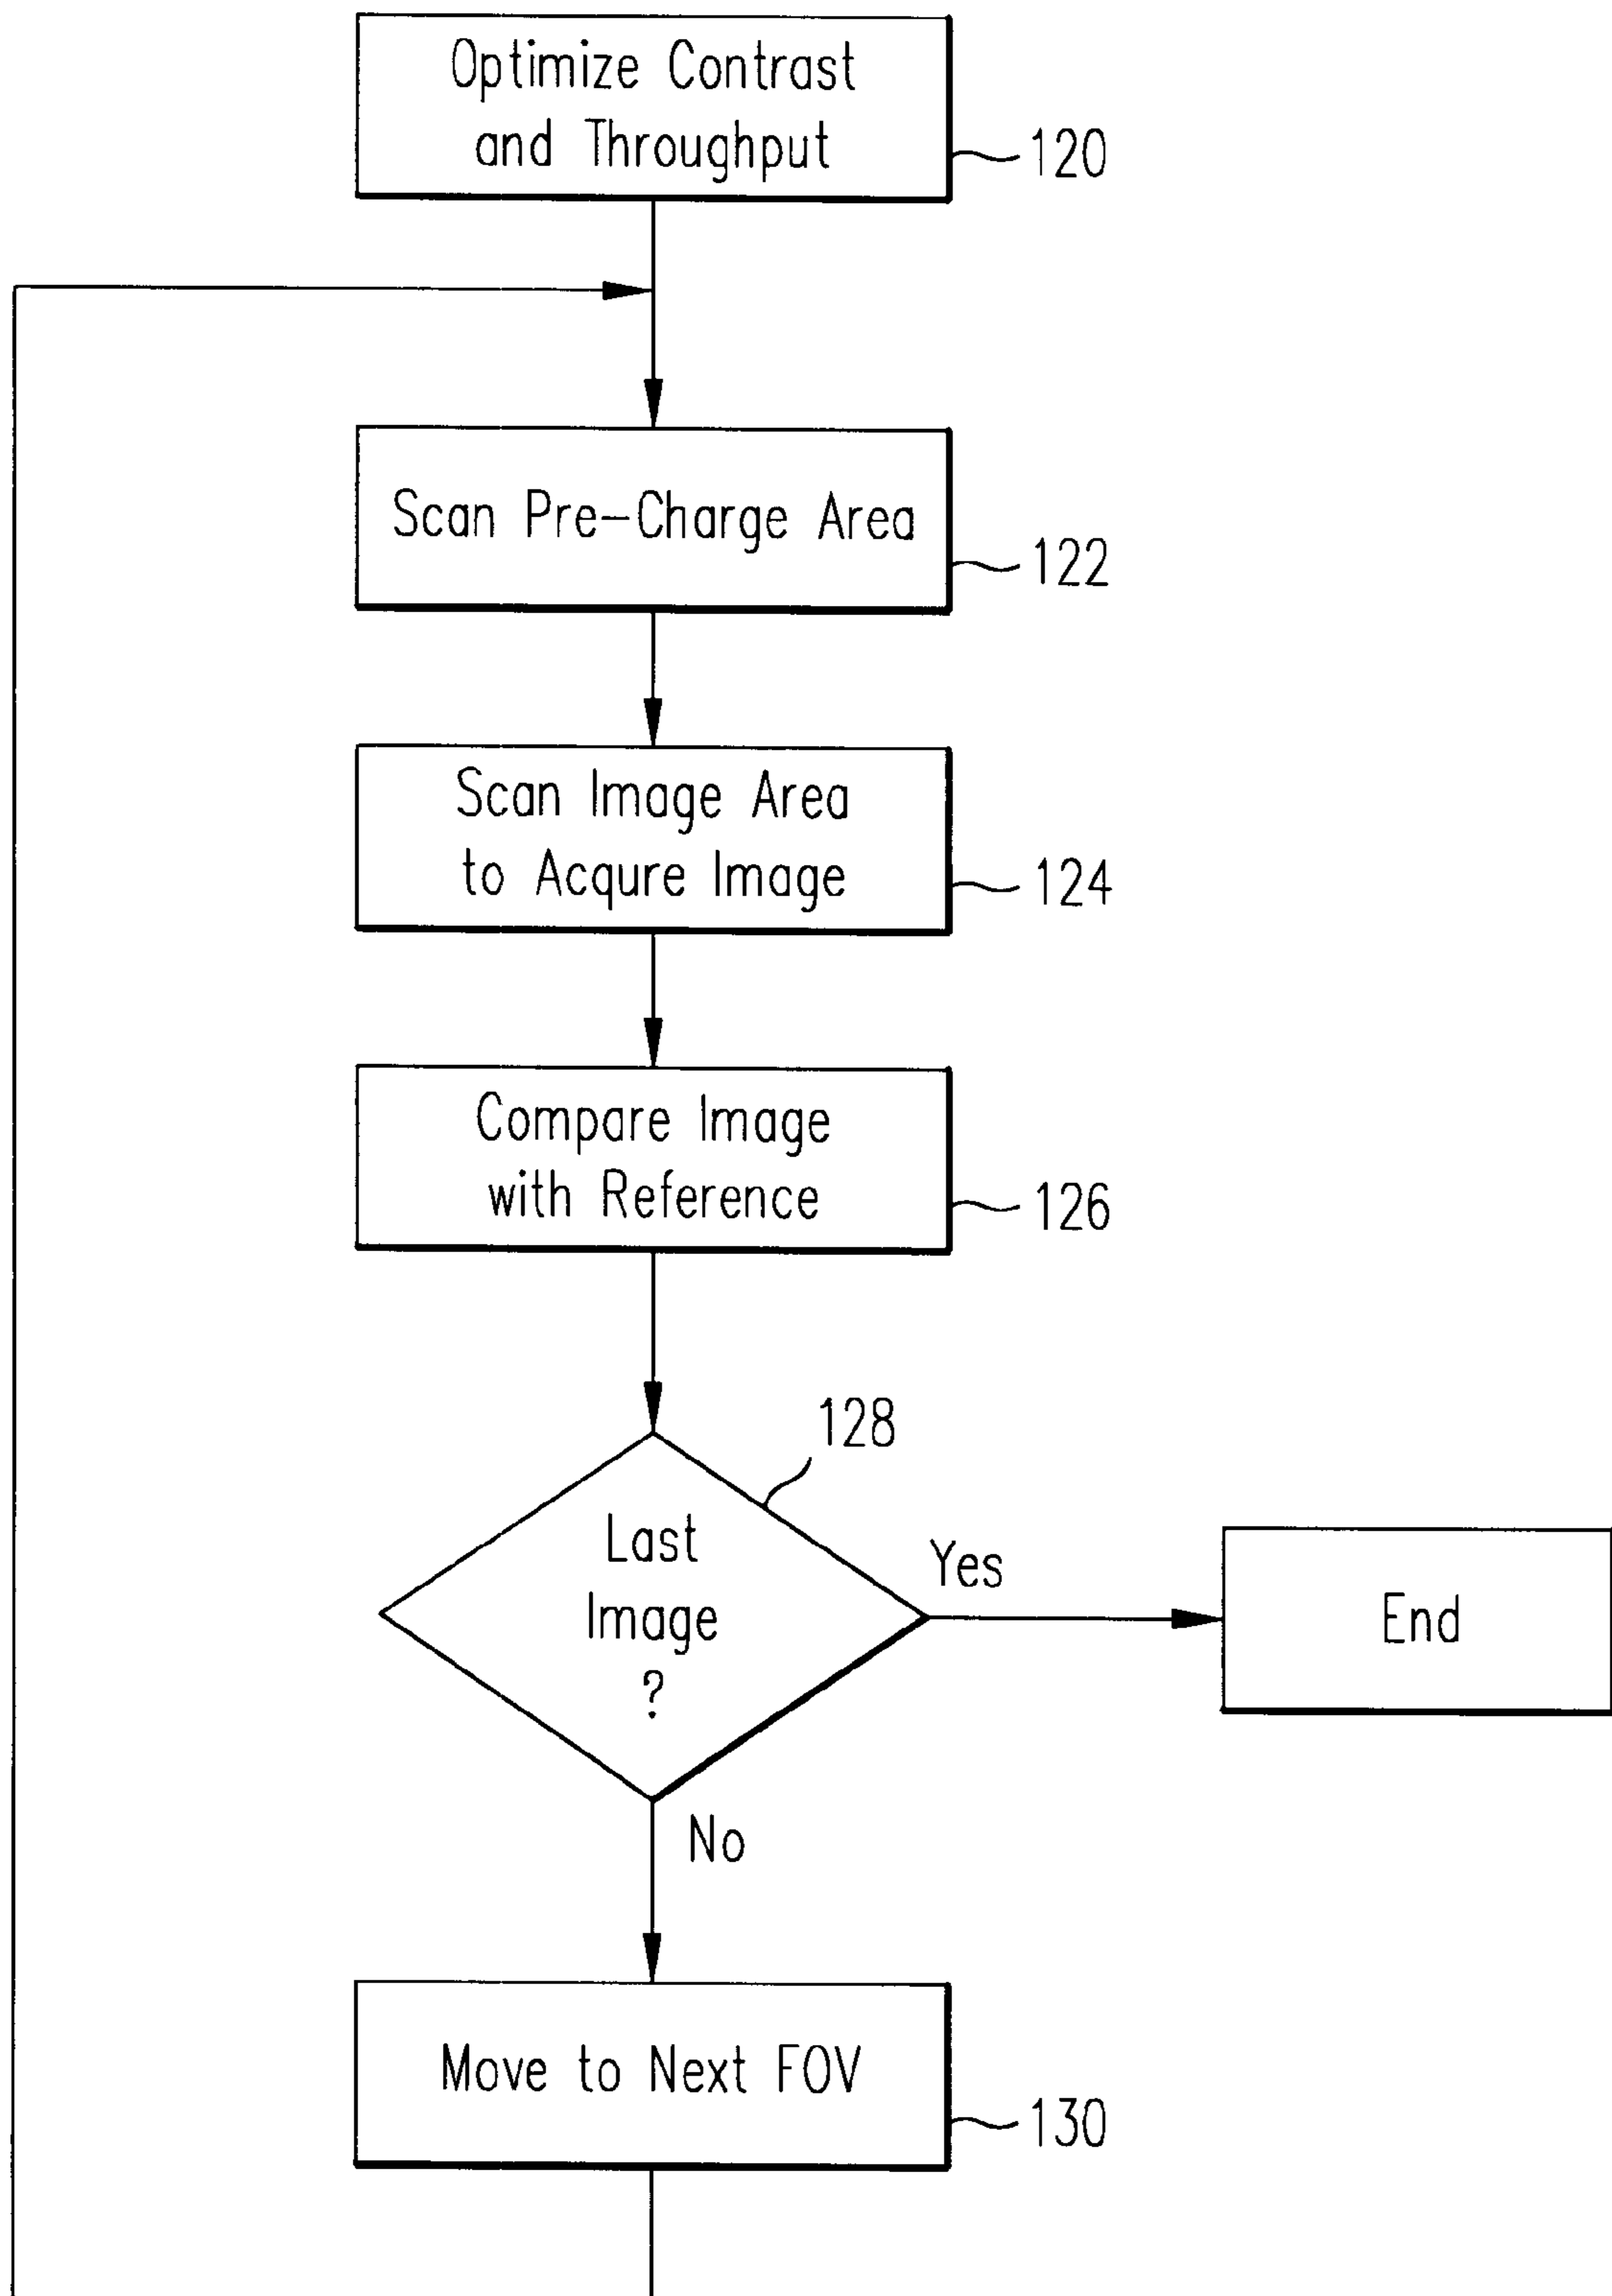 Optimize Contrast
and Throughput
120
Scan Pre-Charge Area
122
Scan Image Area
to Acqure Image
124
Compare Image
with Reference
126
128
Last
Image
?
Yes
End
No
Move to Next FOV
130